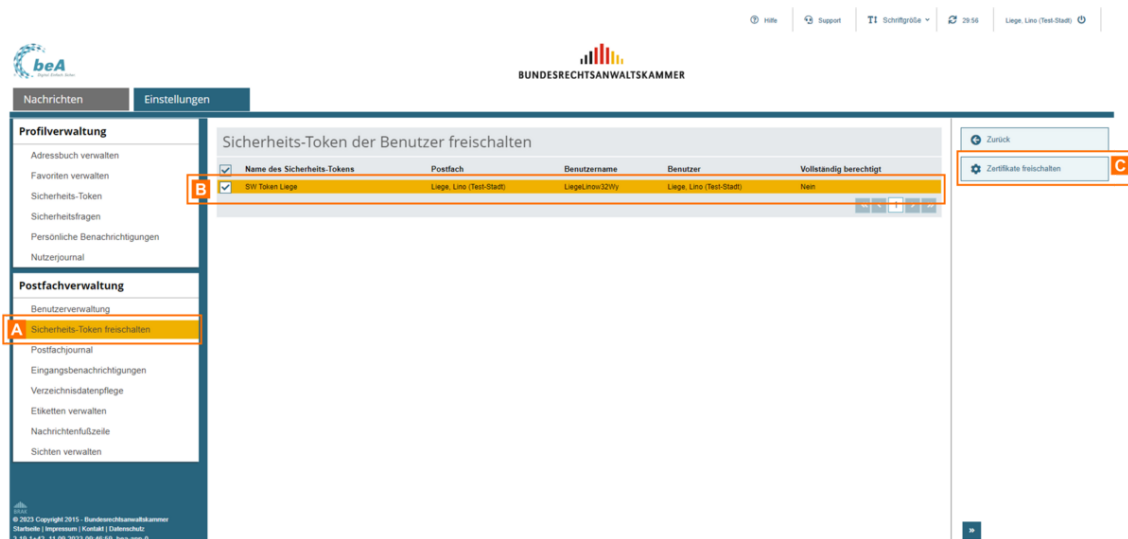 Hilfe Support Schriftgröße 29:56 Liege, Lino (Test-Stadt)
beA
BUNDESRECHTSANWALTSKAMMER
Nachrichten Einstellungen
Profilverwaltung
Adressbuch verwalten
Favoriten verwalten
Sicherheits-Token
Sicherheitsfragen
Persönliche Benachrichtigungen
Nutzerjournal
Postfachverwaltung
Benutzerverwaltung
A Sicherheits-Token freischalten
Postfachjournal
Eingangsbenachrichtigungen
Verzeichnisdatenpflege
Etiketten verwalten
Nachrichtenfußzeile
Sichten verwalten
BRAK
© 2023 Copyright 2015 - Bundesrechtsanwaltskammer
Startseite | Impressum | Kontakt | Datenschutz
Sicherheits-Token der Benutzer freischalten
Name des Sicherheits-Tokens Postfach Benutzername Benutzer Vollständig berechtigt
B SW Token Liege Liege, Lino (Test-Stadt) LiegeLinow32Wy Liege, Lino (Test-Stadt) Nein
1
Zurück
Zertifikate freischalten C